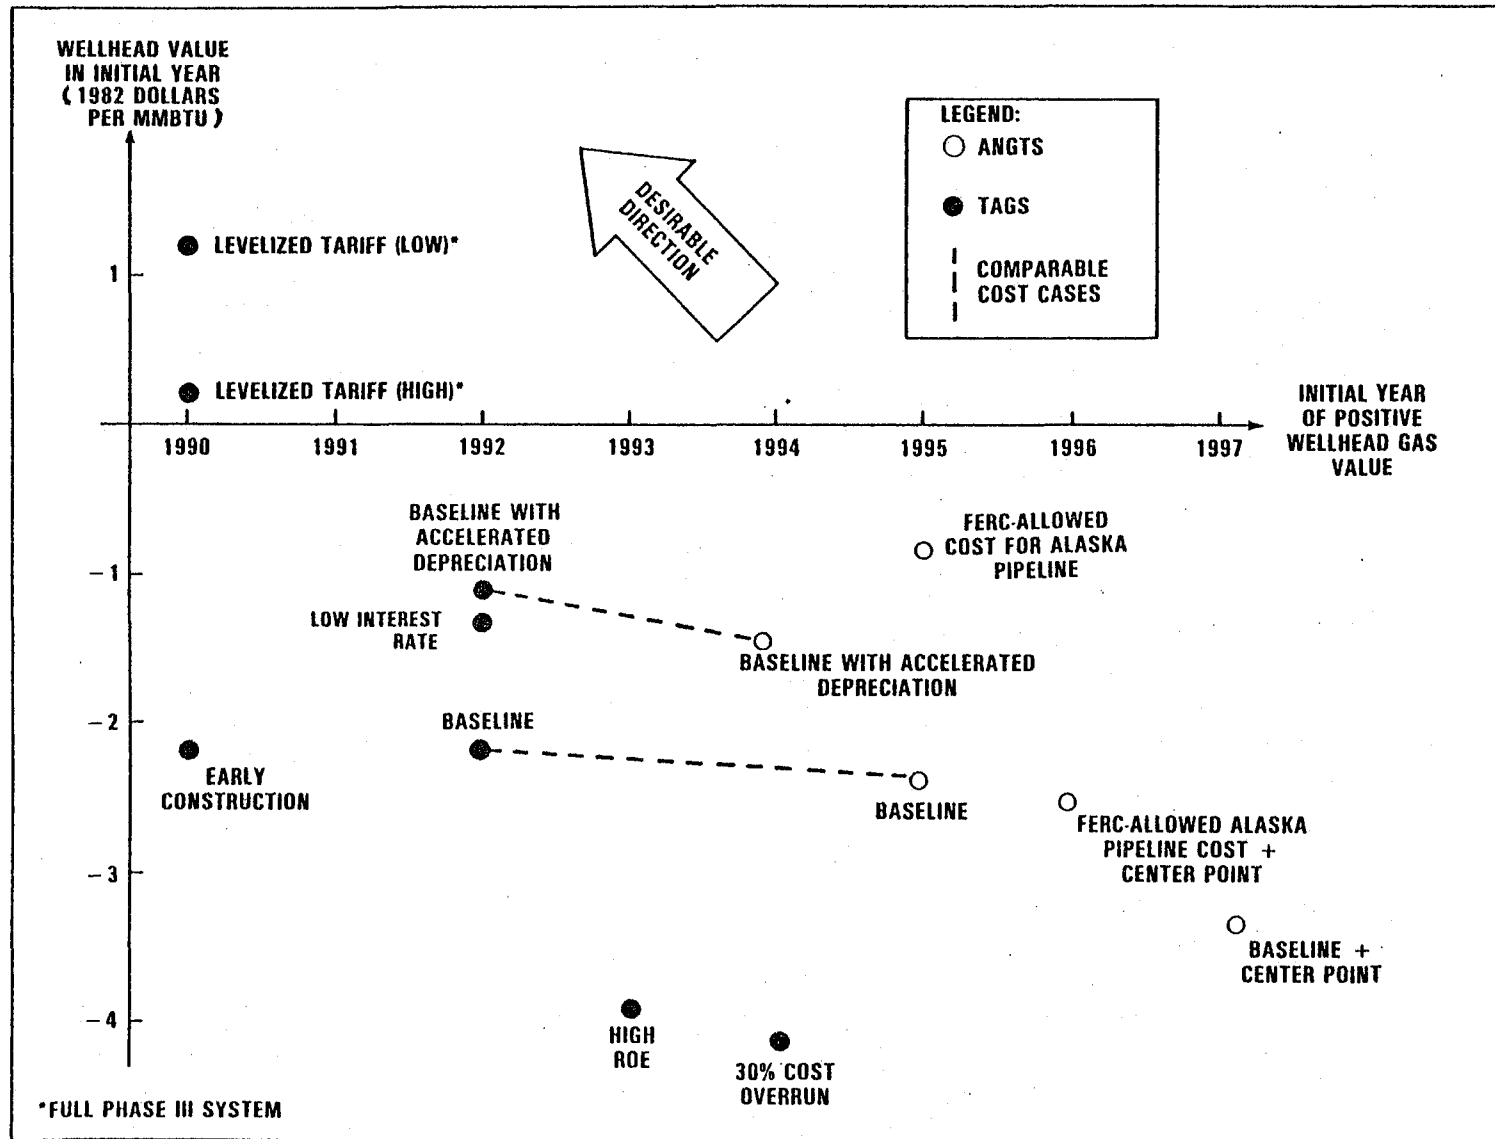 WELLHEAD VALUE
IN INITIAL YEAR
(1982 DOLLARS
PER MMBTU)
LEGEND:
ANGTS
TAGS
COMPARABLE
COST CASES
DESIRABLE
DIRECTION
LEVELIZED TARIFF (LOW)*
1
LEVELIZED TARIFF (HIGH)*
INITIAL YEAR
OF POSITIVE
WELLHEAD GAS
VALUE
1990 1991 1992 1993 1994 1995 1996 1997
BASELINE WITH
ACCELERATED
DEPRECIATION
FERC-ALLOWED
COST FOR ALASKA
PIPELINE
-1
LOW INTEREST
RATE
BASELINE WITH ACCELERATED
DEPRECIATION
-2
BASELINE
EARLY
CONSTRUCTION
BASELINE
FERC-ALLOWED ALASKA
PIPELINE COST +
CENTER POINT
-3
BASELINE +
CENTER POINT
-4
HIGH
ROE
30% COST
OVERRUN
*FULL PHASE III SYSTEM